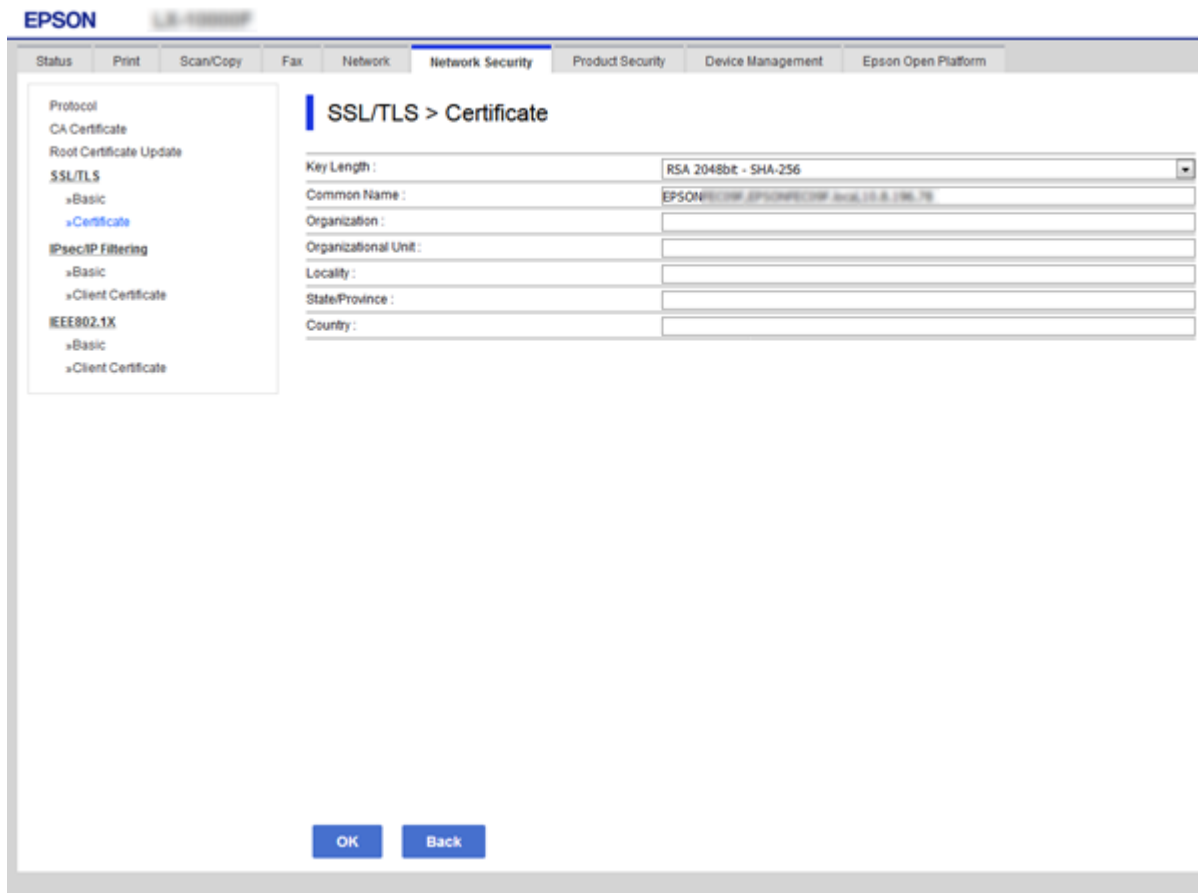 EPSON
Status Print Scan/Copy Fax Network Network Security Product Security Device Management Epson Open Platform
Protocol
CA Certificate
Root Certificate Update
SSL/TLS
»Basic
»Certificate
IPsec/IP Filtering
»Basic
»Client Certificate
IEEE802.1X
»Basic
»Client Certificate
SSL/TLS > Certificate
Key Length : RSA 2048bit - SHA-256
Common Name : EPSON
Organization :
Organizational Unit :
Locality :
State/Province :
Country :
OK Back